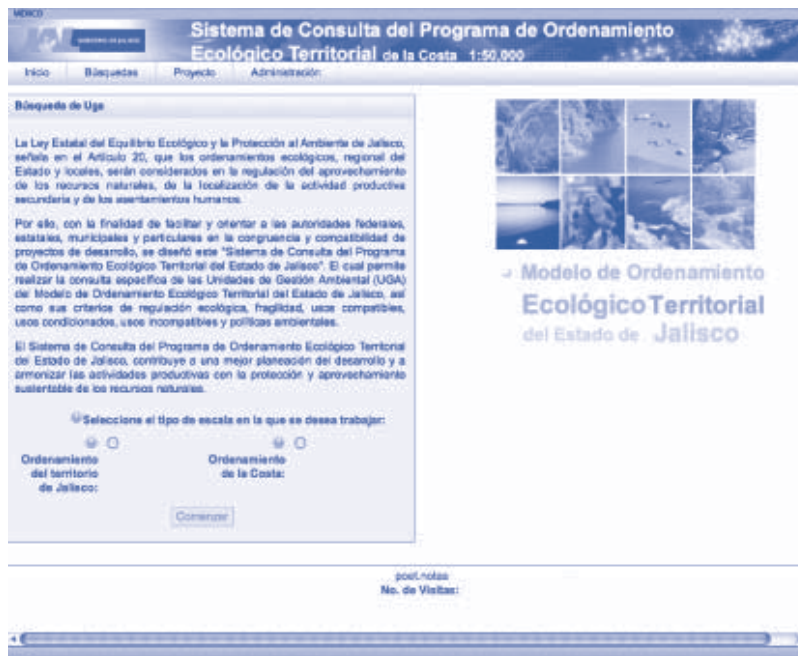 MEXICO
GOBIERNO DE JALISCO
Sistema de Consulta del Programa de Ordenamiento
Ecológico Territorial de la Costa 1:50,000
Inicio Búsquedas Proyecto Administración
Búsqueda de Uga
La Ley Estatal del Equilibrio Ecológico y la Protección al Ambiente de Jalisco,
señala en el Artículo 20, que los ordenamientos ecológicos, regional del
Estado y locales, serán considerados en la regulación del aprovechamiento
de los recursos naturales, de la localización de la actividad productiva
secundaria y de los asentamientos humanos.
Por ello, con la finalidad de facilitar y orientar a las autoridades federales,
estatales, municipales y particulares en la congruencia y compatibilidad de
proyectos de desarrollo, se diseñó este "Sistema de Consulta del Programa
de Ordenamiento Ecológico Territorial del Estado de Jalisco". El cual permite
realizar la consulta específica de las Unidades de Gestión Ambiental (UGA)
del Modelo de Ordenamiento Ecológico Territorial del Estado de Jalisco, así
como sus criterios de regulación ecológica, fragilidad, usos compatibles,
usos condicionados, usos incompatibles y políticas ambientales.
El Sistema de Consulta del Programa de Ordenamiento Ecológico Territorial
del Estado de Jalisco, contribuye a una mejor planeación del desarrollo y a
armonizar las actividades productivas con la protección y aprovechamiento
sustentable de los recursos naturales.
Seleccione el tipo de escala en la que se desea trabajar:
Ordenamiento
del territorio
de Jalisco:
Ordenamiento
de la Costa:
Comenzar
Modelo de Ordenamiento
Ecológico Territorial
del Estado de Jalisco
poet.notas
No. de Visitas: